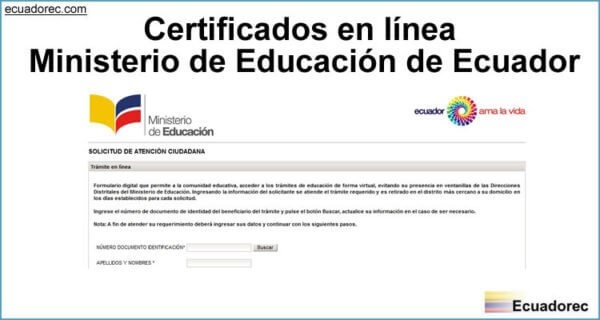 ecuadorec.com
Certificados en línea
Ministerio de Educación de Ecuador
Ministerio
de Educación
ecuador
ama la vida
SOLICITUD DE ATENCIÓN CIUDADANA
Trámite en línea
Formulario digital que permite a la comunidad educativa, acceder a los trámites de educación de forma virtual, evitando su presencia en ventanillas de las Direcciones
Distritales del Ministerio de Educación. Ingresando la información del solicitante se atiende el trámite requerido y es retirado en el distrito más cercano a su domicilio en
los días establecidos para cada solicitud.
Ingrese el número de documento de identidad del beneficiario del trámite y pulse el botón Buscar, actualice su información en el caso de ser necesario.
Nota: A fin de atender su requerimiento deberá ingresar sus datos y continuar con los siguientes pasos.
NÚMERO DOCUMENTO IDENTIFICACIÓN*
Buscar
APELLIDOS Y NOMBRES *
Ecuadorec